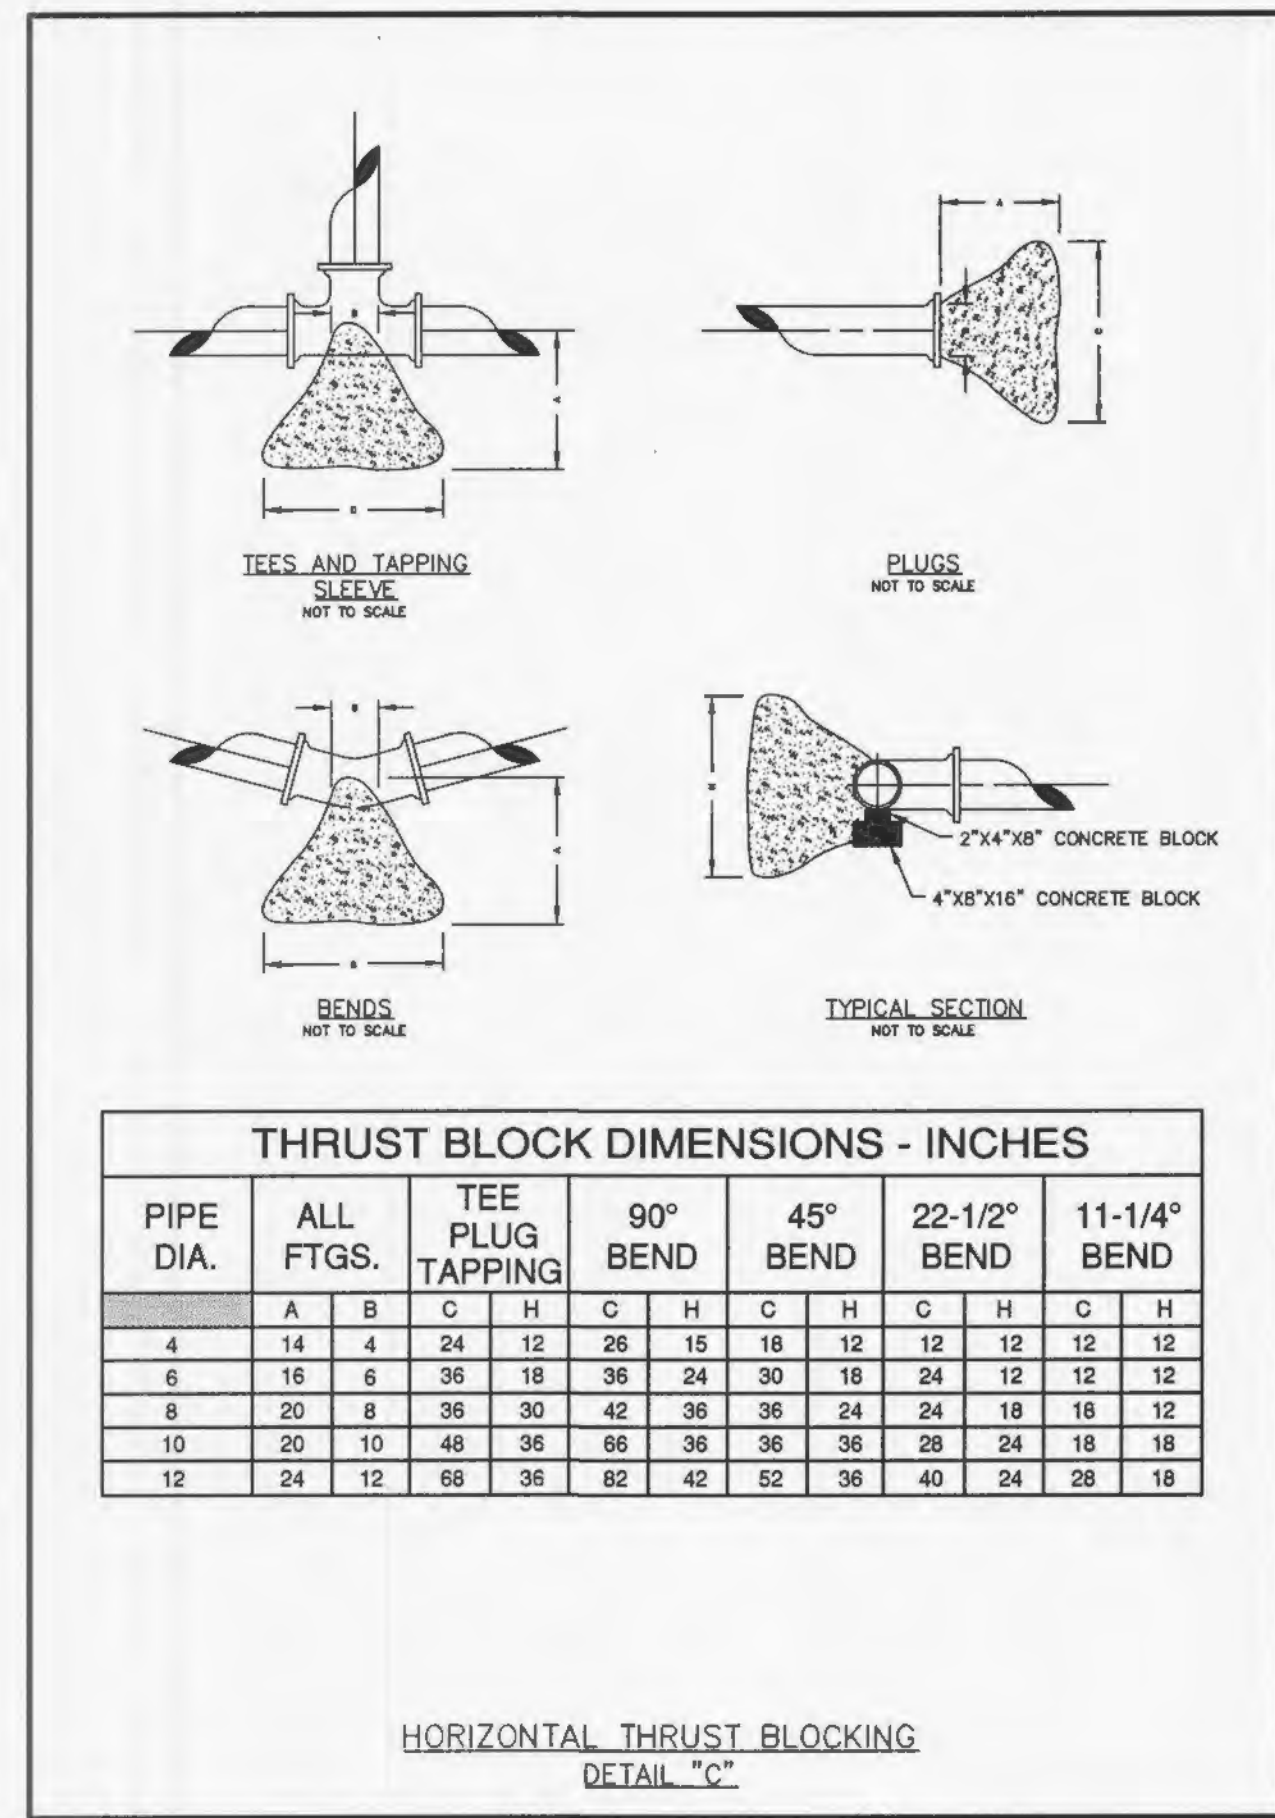 A
B
A
C
TEES AND TAPPING
SLEEVE
NOT TO SCALE
PLUGS
NOT TO SCALE
A
H
2"X4"X8" CONCRETE BLOCK
4"X8"X16" CONCRETE BLOCK
BENDS
NOT TO SCALE
TYPICAL SECTION
NOT TO SCALE
THRUST BLOCK DIMENSIONS - INCHES
PIPE DIA. ALL FTGS. TEE PLUG TAPPING 90° BEND 45° BEND 22-1/2° BEND 11-1/4° BEND
A B C H C H C H C H C H
4 14 4 24 12 26 15 18 12 12 12 12 12
6 16 6 36 18 36 24 30 18 24 12 12 12
8 20 8 36 30 42 36 36 24 24 18 16 12
10 20 10 48 36 66 36 36 36 28 24 18 18
12 24 12 68 36 82 42 52 36 40 24 28 18
HORIZONTAL THRUST BLOCKING
DETAIL "C"